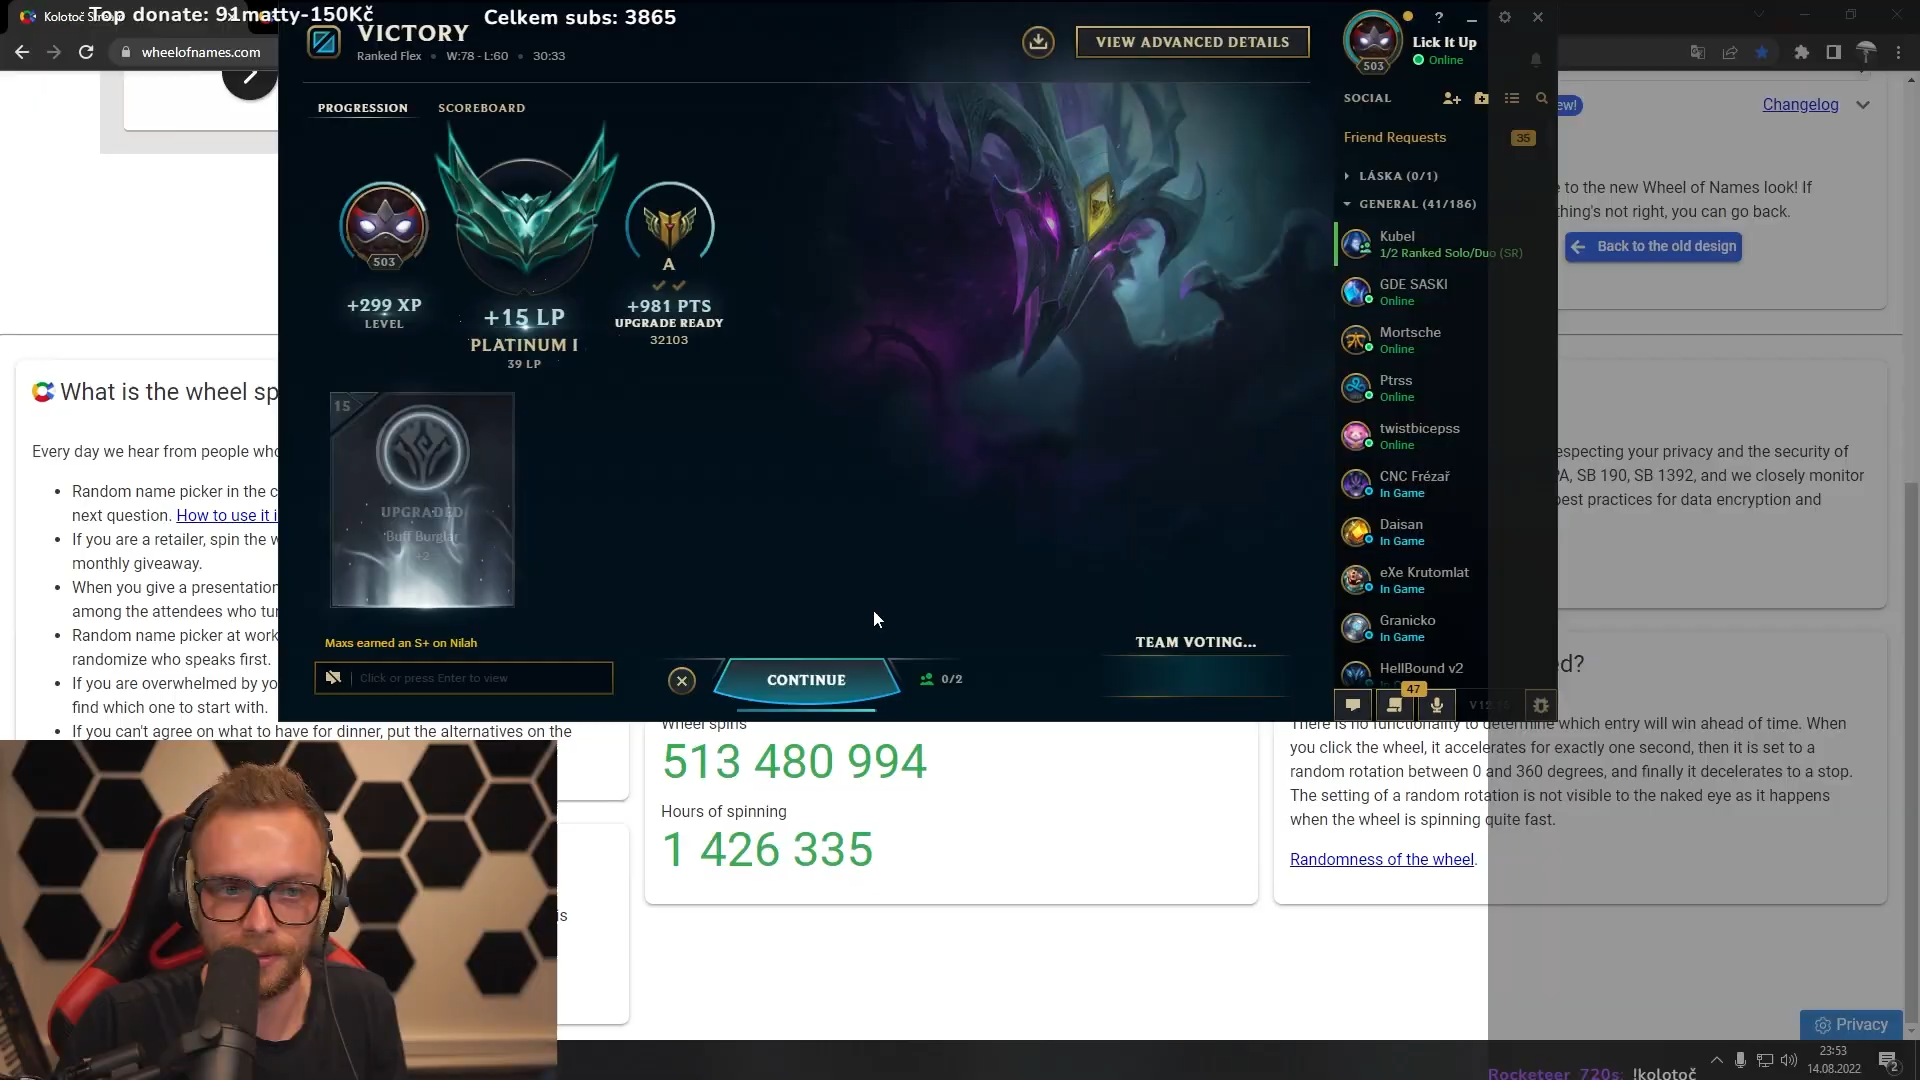 Top donate: 91matty-150Kč
Celkem subs: 3865
wheelofnames.com
VICTORY
Ranked Flex • W:78 - L:60 • 30:33
VIEW ADVANCED DETAILS
PROGRESSION
SCOREBOARD
503
+299 XP
LEVEL
+15 LP
PLATINUM I
39 LP
A
+981 PTS
UPGRADE READY
32103
15
UPGRADED
Buff Burglar
+2
Maxs earned an S+ on Nilah
Click or press Enter to view
CONTINUE
0/2
TEAM VOTING...
503
Lick It Up
Online
SOCIAL
Friend Requests
35
LÁSKA (0/1)
GENERAL (41/186)
Kubel
1/2 Ranked Solo/Duo (SR)
GDE SASKI
Online
Mortsche
Online
Ptrss
Online
twistbicepss
Online
CNC Frézař
In Game
Daisan
In Game
eXe Krutomlat
In Game
Granicko
In Game
HellBound v2
47
ew!
Changelog
e to the new Wheel of Names look! If
thing's not right, you can go back.
Back to the old design
What is the wheel sp
Every day we hear from people who
Random name picker in the c
next question. How to use it i
If you are a retailer, spin the w
monthly giveaway.
When you give a presentation
among the attendees who tur
Random name picker at work
randomize who speaks first.
If you are overwhelmed by yo
find which one to start with.
If you can't agree on what to have for dinner, put the alternatives on the
is
Wheel spins
513 480 994
Hours of spinning
1 426 335
especting your privacy and the security of
PA, SB 190, SB 1392, and we closely monitor
best practices for data encryption and
ed?
There is no functionality to determine which entry will win ahead of time. When
you click the wheel, it accelerates for exactly one second, then it is set to a
random rotation between 0 and 360 degrees, and finally it decelerates to a stop.
The setting of a random rotation is not visible to the naked eye as it happens
when the wheel is spinning quite fast.
Randomness of the wheel.
Privacy
23:53
14.08.2022
2
Rocketeer_720s: !kolotoč